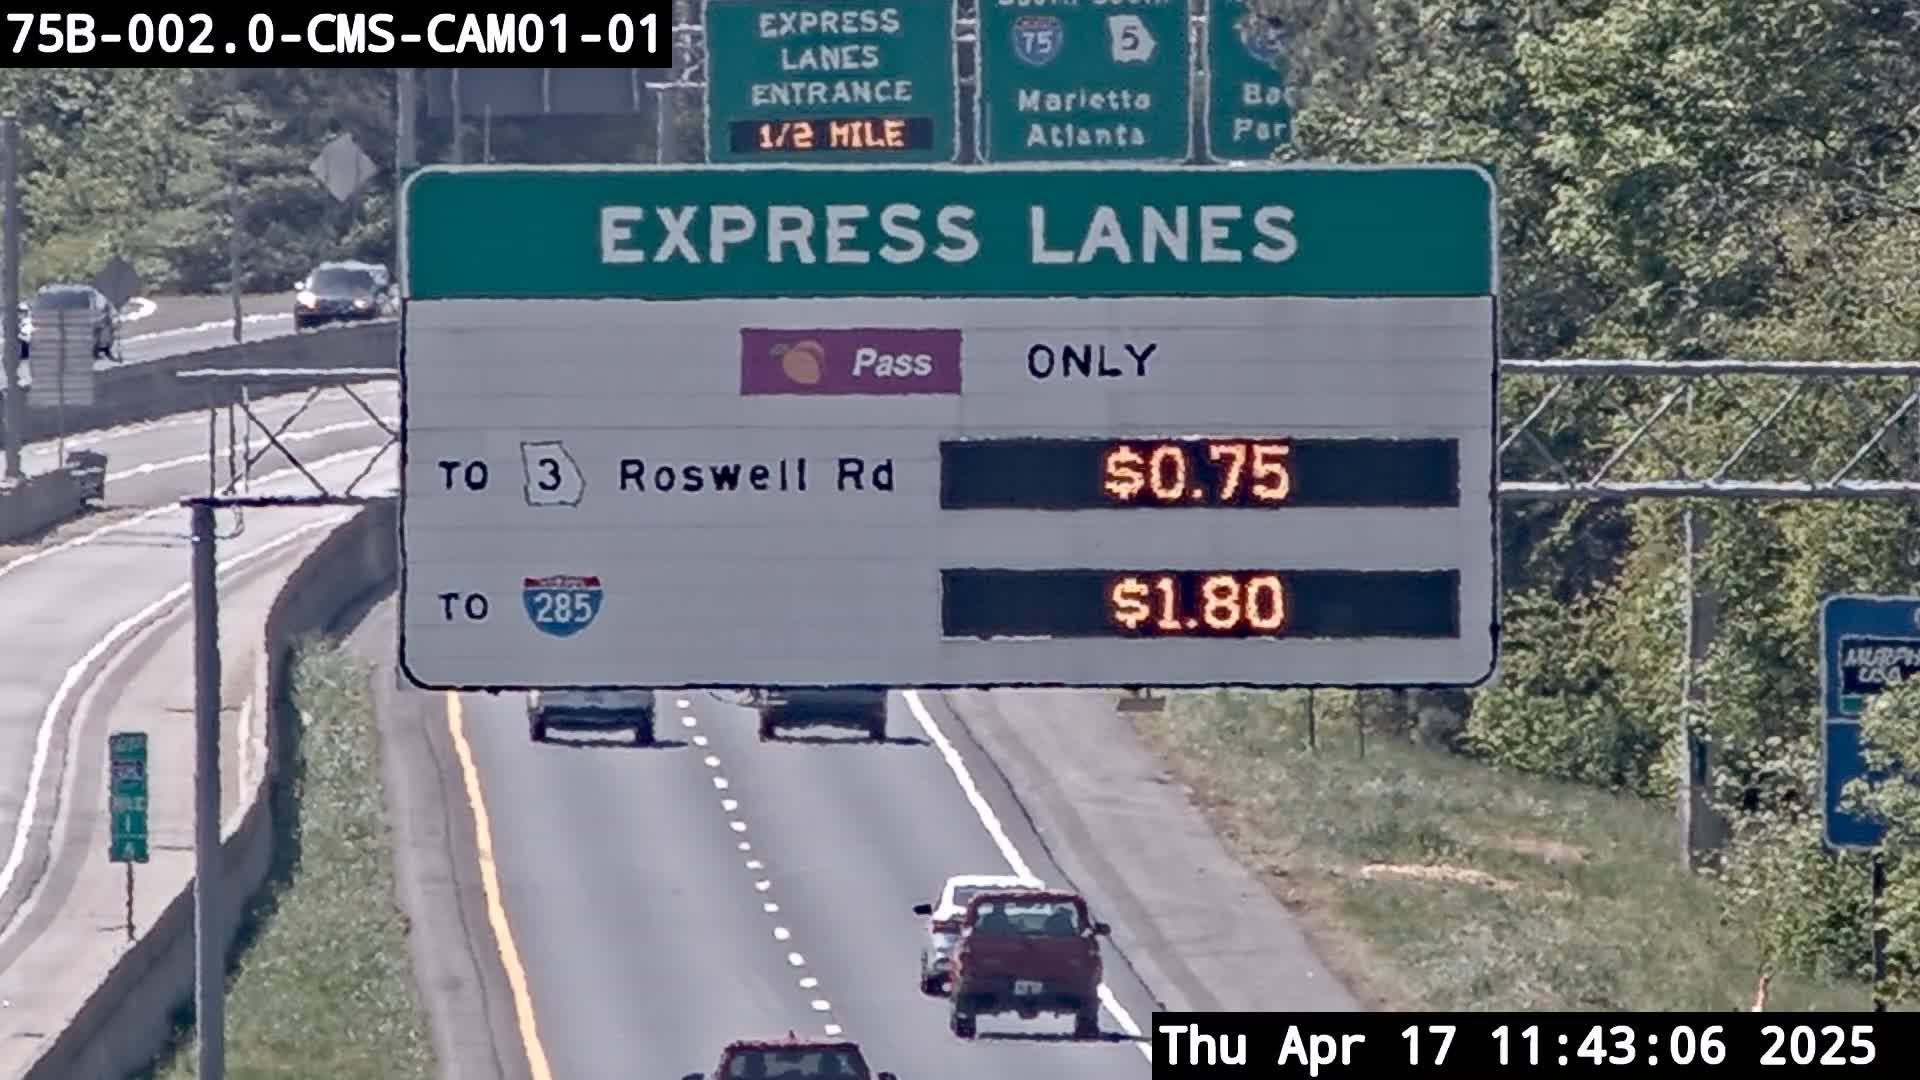 75B-002.0-CMS-CAM01-01
EXPRESS
LANES
ENTRANCE
1/2 MILE
75 5
Marietta
Atlanta
EXPRESS LANES
Pass ONLY
TO 3 Roswell Rd $0.75
TO 285 $1.80
Thu Apr 17 11:43:06 2025